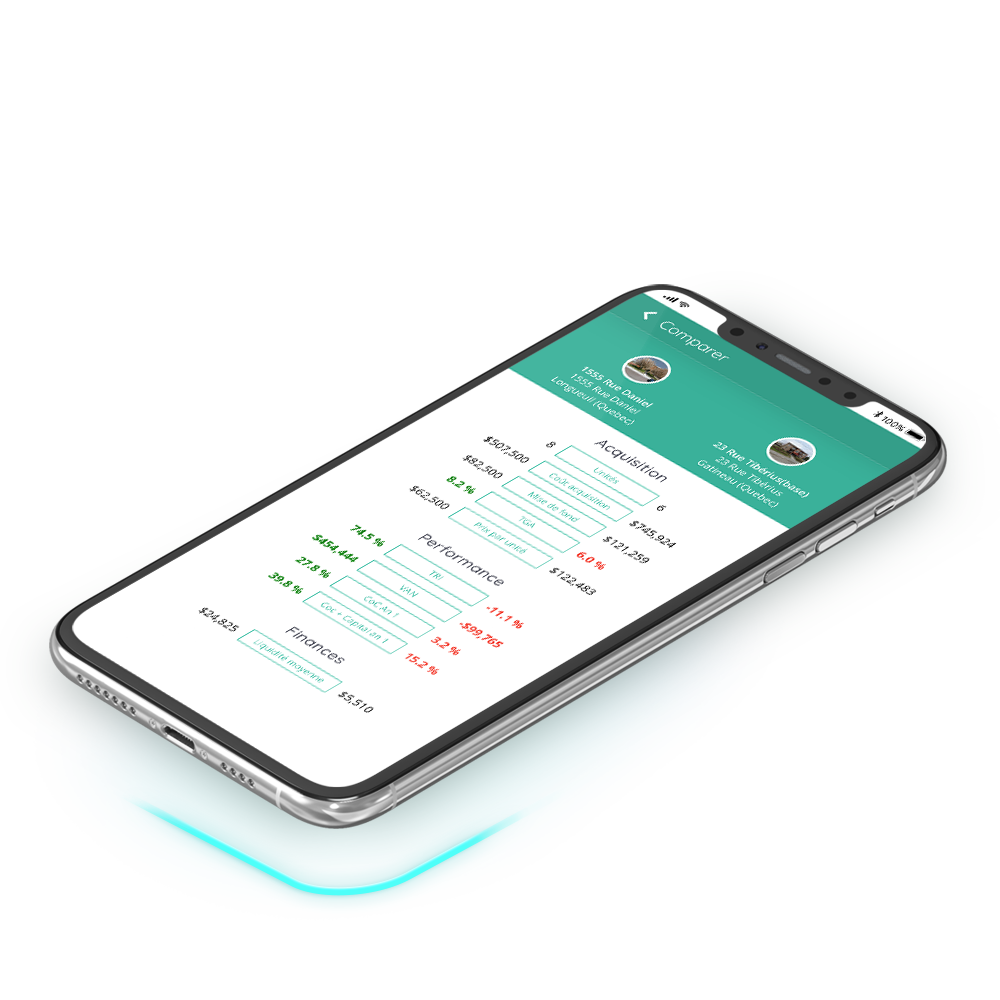 100%
Comparer
1555 Rue Daniel
1555 Rue Daniel
Longueuil (Quebec)
23 Rue Tibérius(base)
23 Rue Tibérius
Gatineau (Quebec)
Acquisition
8 Unités 6
$507,500 Coût acquisition $745,924
$82,500 Mise de fond $121,259
8.2 % TGA 6.0 %
$62,500 Prix par unité $122,483
Performance
74.5 % TRI -11.1 %
$454,444 VAN -$99,765
27.8 % CoC An 1 3.2 %
39.8 % Coc + Capital an 1 15.2 %
Finances
$24,825 Liquidité moyenne $5,510